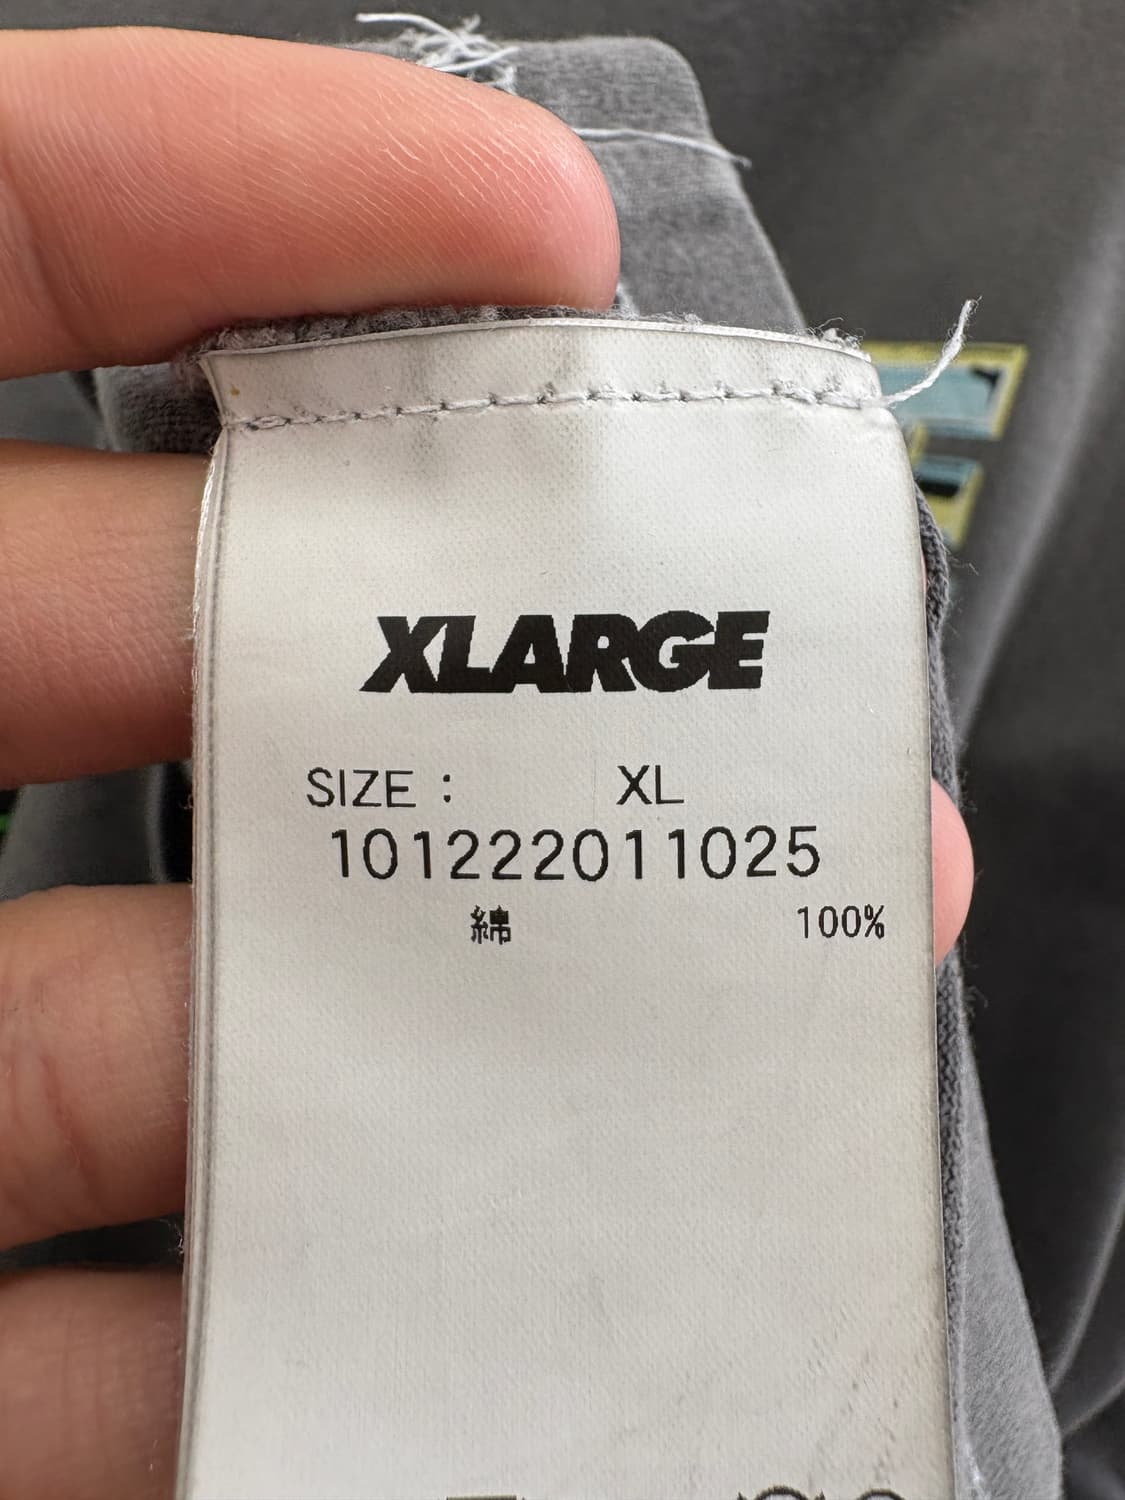 XLARGE
SIZE : XL
101222011025
綿 100%